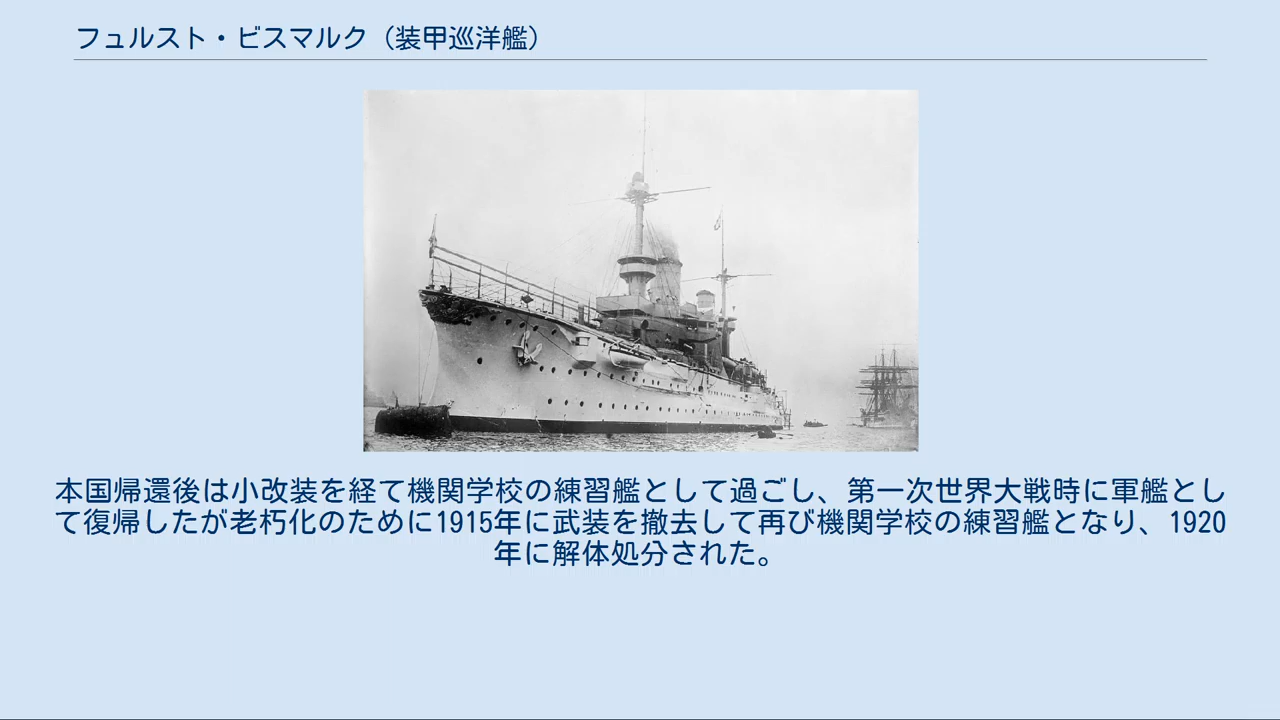 フュルスト・ビスマルク（装甲巡洋艦）
本国帰還後は小改装を経て機関学校の練習艦として過ごし、第一次世界大戦時に軍艦とし
て復帰したが老朽化のために1915年に武装を撤去して再び機関学校の練習艦となり、1920
年に解体処分された。